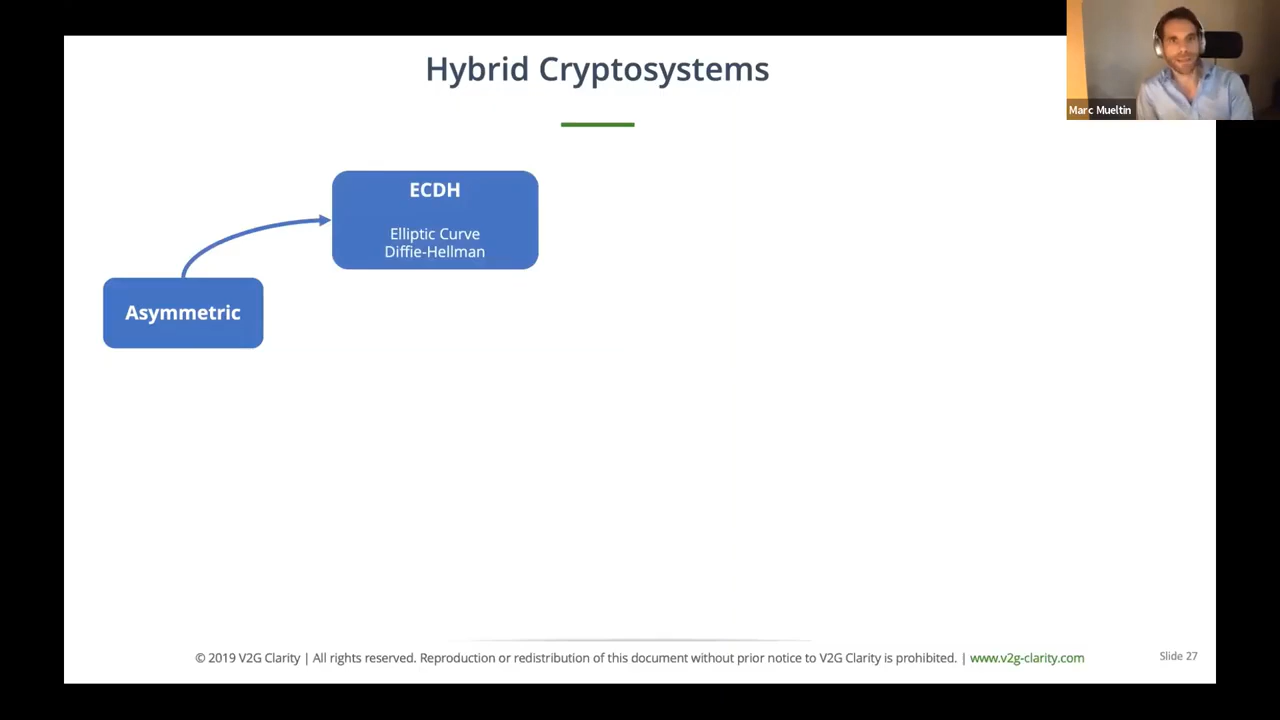 Hybrid Cryptosystems
Marc Mueltin
ECDH
Elliptic Curve
Diffie-Hellman
Asymmetric
© 2019 V2G Clarity | All rights reserved. Reproduction or redistribution of this document without prior notice to V2G Clarity is prohibited. | www.v2g-clarity.com
Slide 27